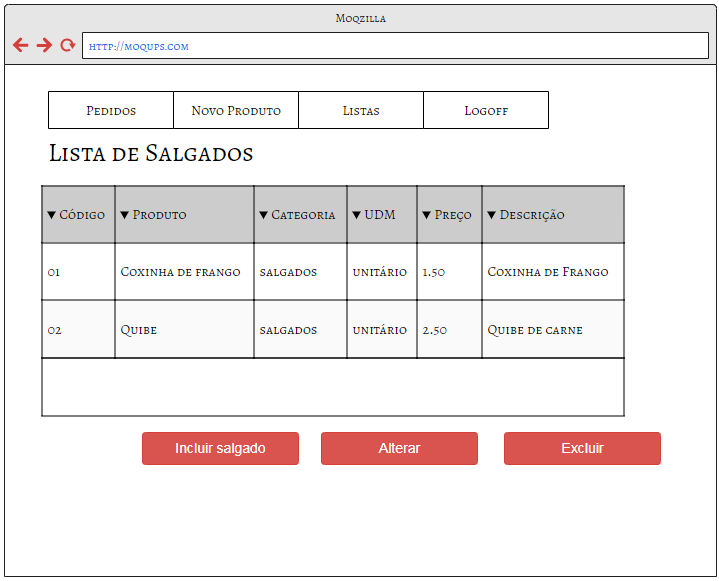 Moqzilla
http://moqups.com
Pedidos Novo Produto Listas Logoff
Lista de Salgados
▼ Código ▼ Produto ▼ Categoria ▼ UDM ▼ Preço ▼ Descrição
01 Coxinha de frango salgados unitário 1.50 Coxinha de Frango
02 Quibe salgados unitário 2.50 Quibe de carne
Incluir salgado Alterar Excluir